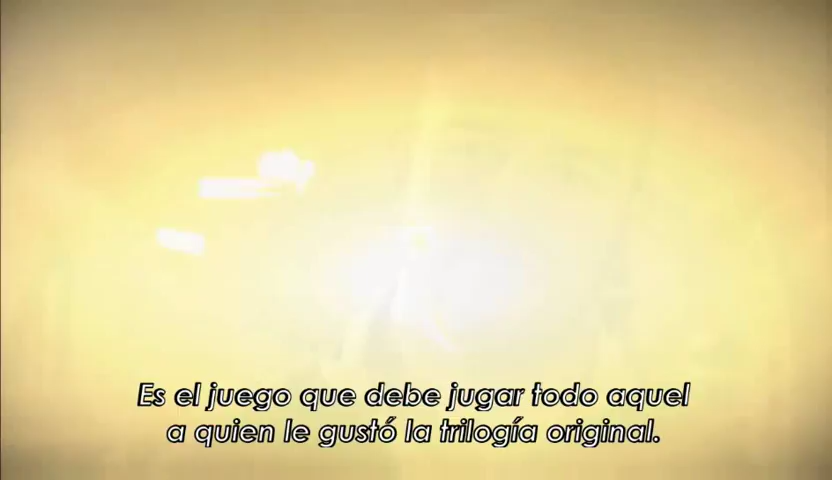 Es el juego que debe jugar todo aquel
a quien le gustó la trilogía original.